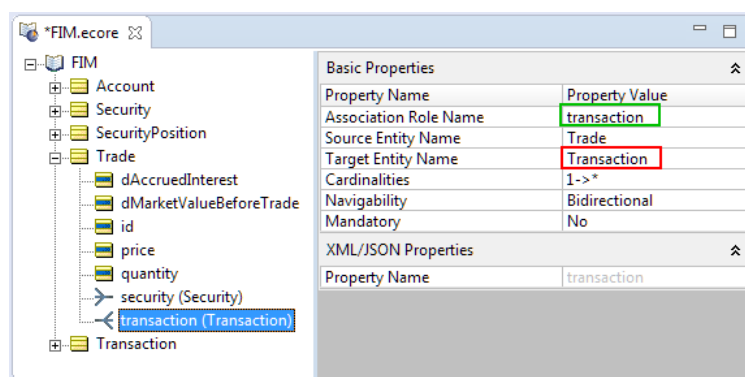 *FIM.ecore
FIM
Account
Security
SecurityPosition
Trade
dAccruedInterest
dMarketValueBeforeTrade
id
price
quantity
security (Security)
transaction (Transaction)
Transaction
Basic Properties
Property Name Property Value
Association Role Name transaction
Source Entity Name Trade
Target Entity Name Transaction
Cardinalities 1->*
Navigability Bidirectional
Mandatory No
XML/JSON Properties
Property Name transaction